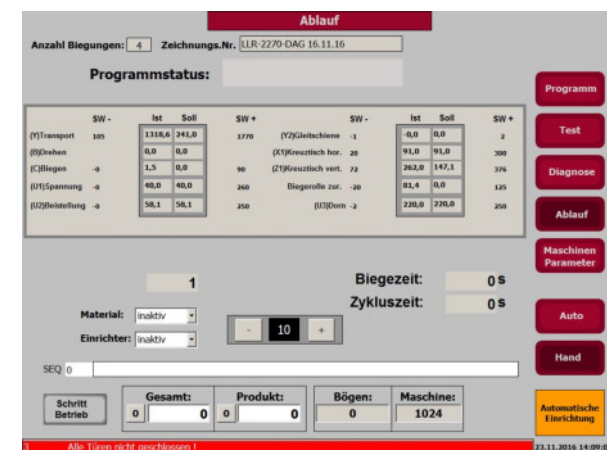 Ablauf
Anzahl Biegungen: 4 Zeichnungs.Nr. LLR-2270-DAG 16.11.16
Programmstatus:
Programm
SW - Ist Soll SW + SW - Ist Soll SW +
(Y)Transport 105 1318,6 241,0 1770 (Y2)Gleitschiene -1 -0,0 0,0 2
Test
(B)Drehen 0,0 0,0 (X1)Kreuztisch hor. 20 91,0 91,0 300
(C)Biegen -0 1,5 0,0 90 (Z1)Kreuztisch vert. 72 262,0 147,1 376
Diagnose
(U1)Spannung -0 40,0 40,0 260 Biegerolle zur. -20 81,4 0,0 125
(U2)Beistellung -0 58,1 58,1 250 (U3)Dorn -2 220,0 220,0 250
Ablauf
Maschinen
Parameter
1 Biegezeit: 0 s
Zykluszeit: 0 s
Material: inaktiv
Auto
- 10 +
Einrichter: inaktiv
Hand
SEQ 0
Schritt
Betrieb
Gesamt: Produkt: Bögen: Maschine:
0 0 0 0 0 1024
Automatische
Einrichtung
3 Alle Türen nicht geschlossen !
23.11.2016 14:09:0